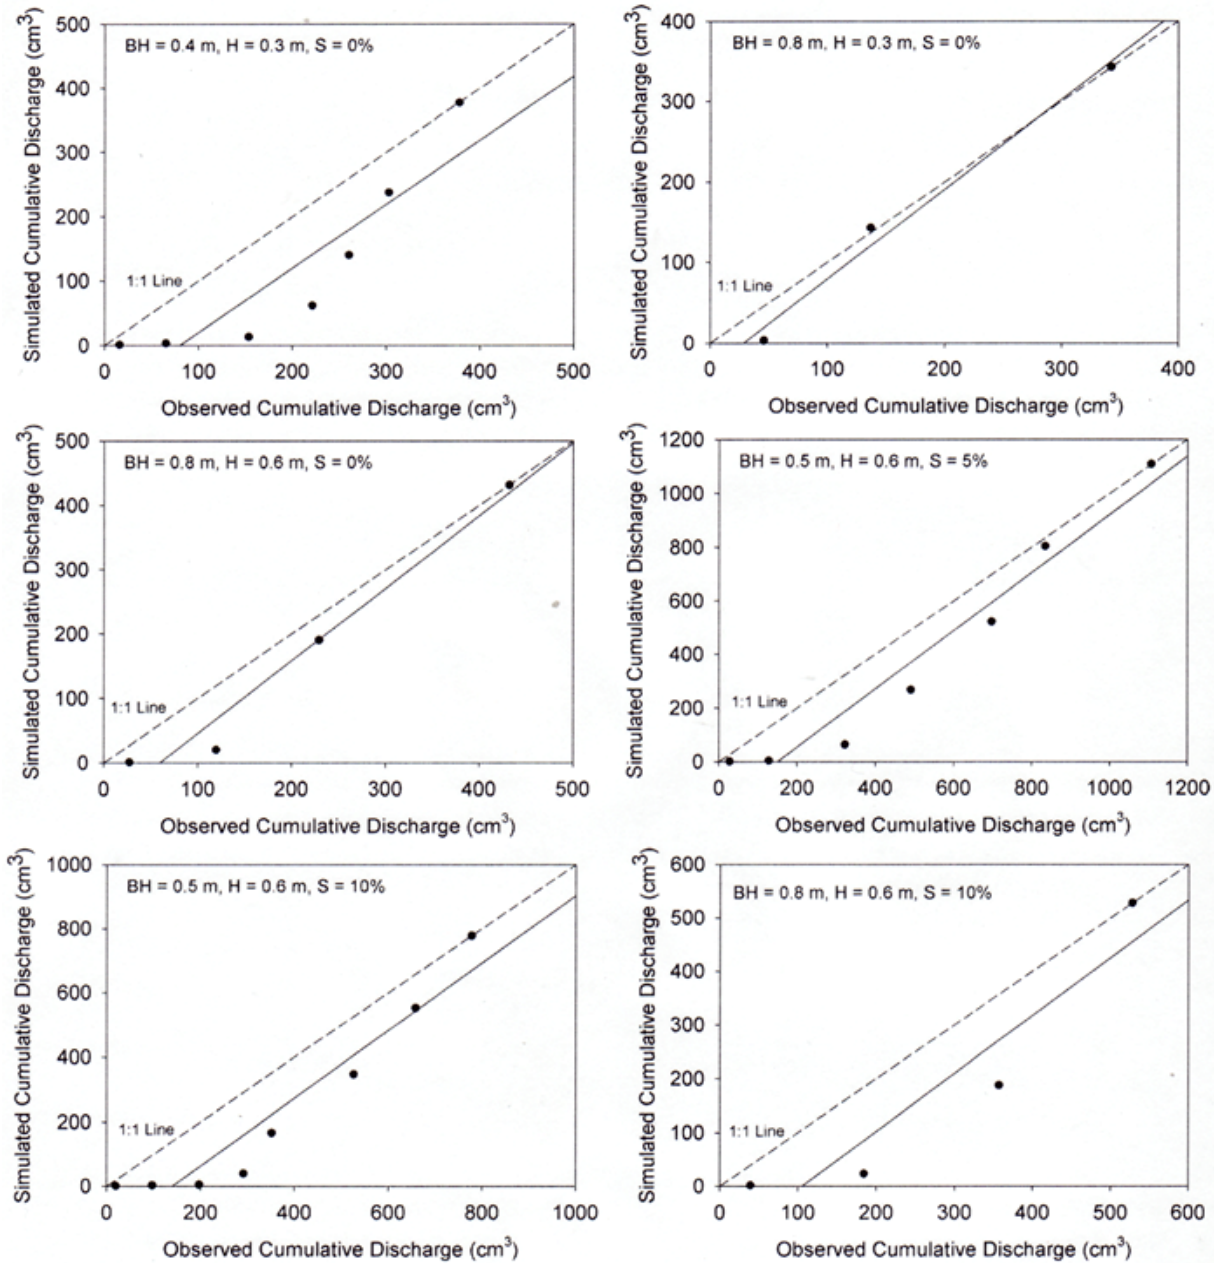 BH = 0.4 m, H = 0.3 m, S = 0%
Simulated Cumulative Discharge (cm³)
500
400
300
200
100
0
1:1 Line
0 100 200 300 400 500
Observed Cumulative Discharge (cm³)
BH = 0.8 m, H = 0.3 m, S = 0%
Simulated Cumulative Discharge (cm³)
400
300
200
100
0
1:1 Line
0 100 200 300 400
Observed Cumulative Discharge (cm³)
BH = 0.8 m, H = 0.6 m, S = 0%
Simulated Cumulative Discharge (cm³)
500
400
300
200
100
0
1:1 Line
0 100 200 300 400 500
Observed Cumulative Discharge (cm³)
BH = 0.5 m, H = 0.6 m, S = 5%
Simulated Cumulative Discharge (cm³)
1200
1000
800
600
400
200
0
1:1 Line
0 200 400 600 800 1000 1200
Observed Cumulative Discharge (cm³)
BH = 0.5 m, H = 0.6 m, S = 10%
Simulated Cumulative Discharge (cm³)
1000
800
600
400
200
0
1:1 Line
0 200 400 600 800 1000
Observed Cumulative Discharge (cm³)
BH = 0.8 m, H = 0.6 m, S = 10%
Simulated Cumulative Discharge (cm³)
600
500
400
300
200
100
0
1:1 Line
0 100 200 300 400 500 600
Observed Cumulative Discharge (cm³)